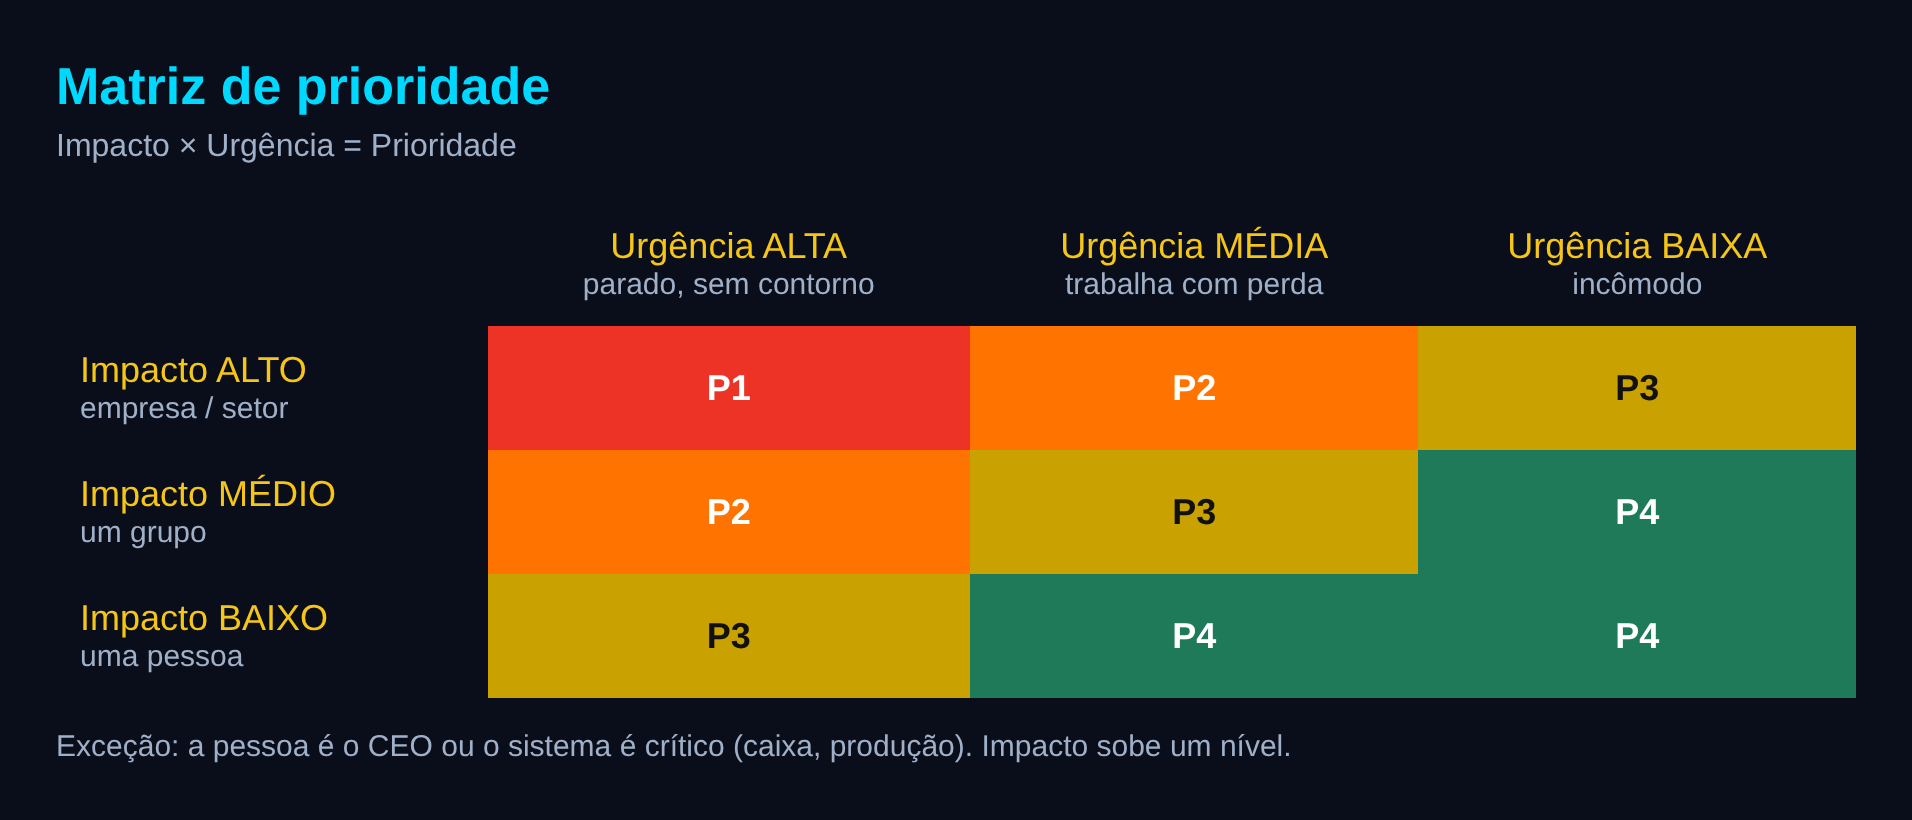 Matriz de prioridade
Impacto × Urgência = Prioridade
Urgência ALTA
parado, sem contorno
Urgência MÉDIA
trabalha com perda
Urgência BAIXA
incômodo
Impacto ALTO
empresa / setor
P1
P2
P3
Impacto MÉDIO
um grupo
P2
P3
P4
Impacto BAIXO
uma pessoa
P3
P4
P4
Exceção: a pessoa é o CEO ou o sistema é crítico (caixa, produção). Impacto sobe um nível.